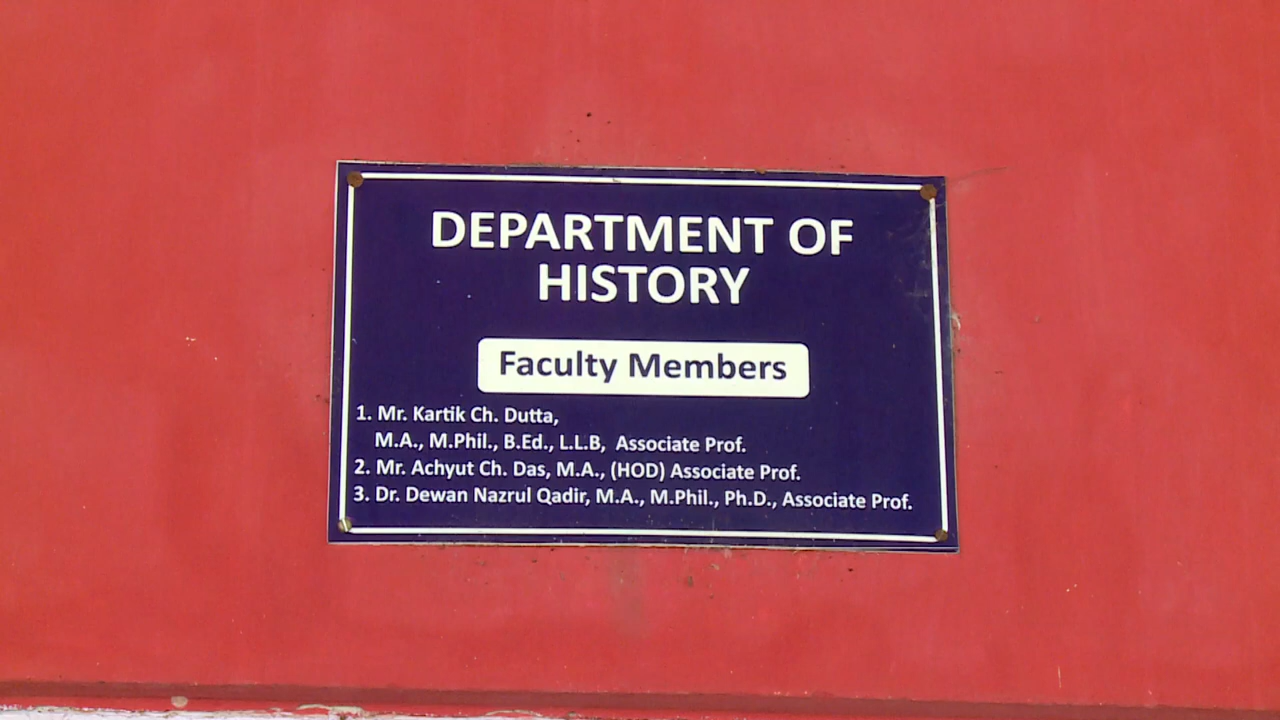 DEPARTMENT OF
HISTORY
Faculty Members
1. Mr. Kartik Ch. Dutta,
M.A., M.Phil., B.Ed., L.L.B, Associate Prof.
2. Mr. Achyut Ch. Das, M.A., (HOD) Associate Prof.
3. Dr. Dewan Nazrul Qadir, M.A., M.Phil., Ph.D., Associate Prof.